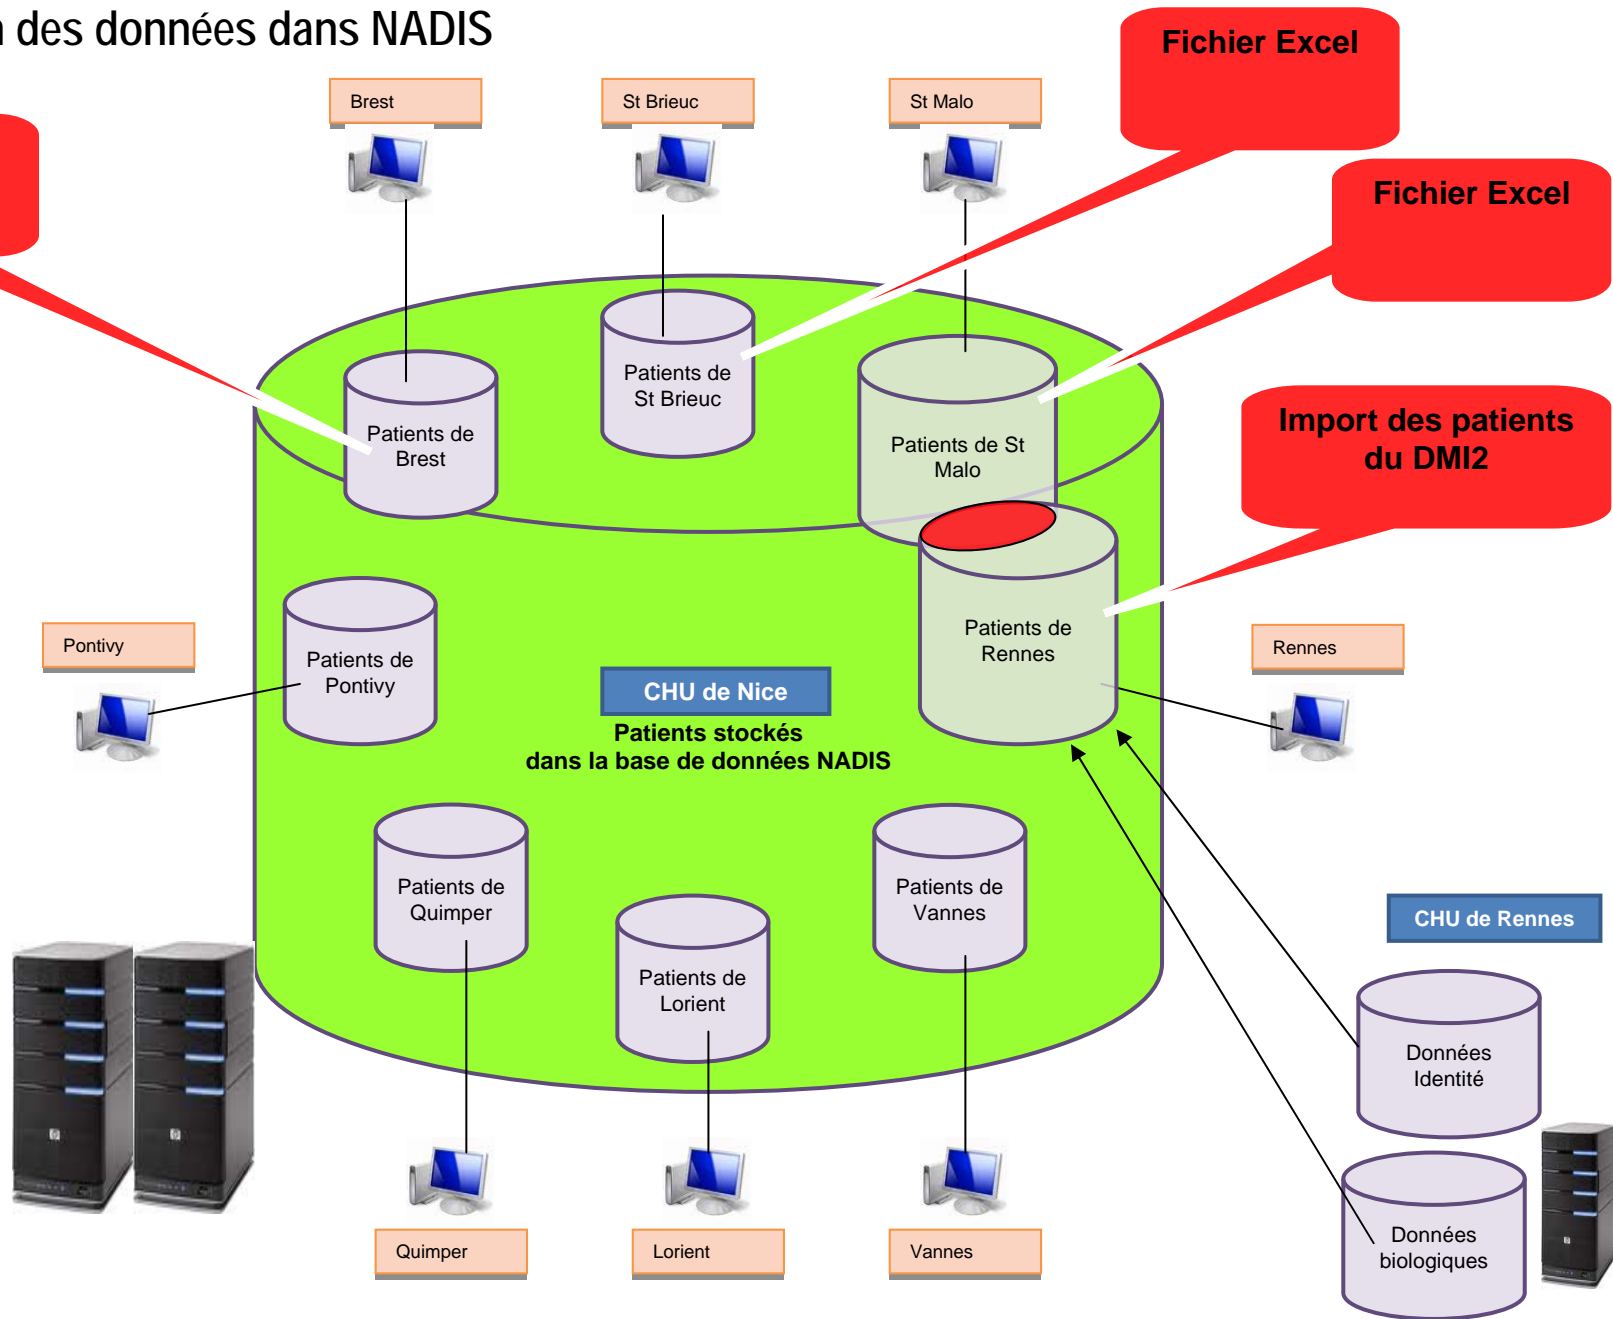 des données dans NADIS
Fichier Excel
Brest
St Brieuc
St Malo
Fichier Excel
Patients de
St Brieuc
Patients de
Brest
Patients de St
Malo
Import des patients
du DMI2
Pontivy
Patients de
Pontivy
Patients de
Rennes
Rennes
CHU de Nice
Patients stockés
dans la base de données NADIS
Patients de
Quimper
Patients de
Vannes
CHU de Rennes
Patients de
Lorient
Données
Identité
Données
biologiques
Quimper
Lorient
Vannes